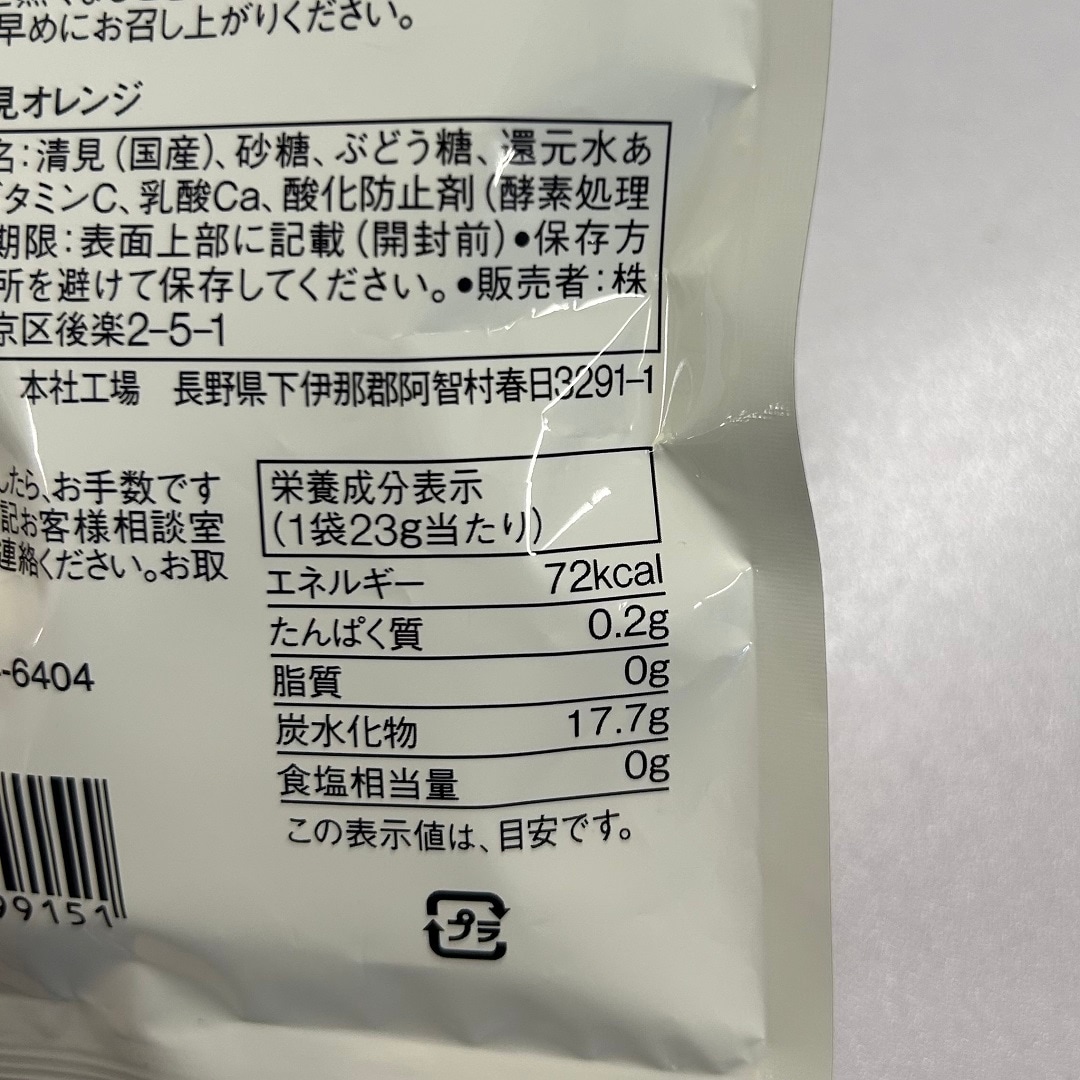 早めにお召し上がりください。
見オレンジ
名：清見（国産）、砂糖、ぶどう糖、還元水あ
タミンC、乳酸Ca、酸化防止剤（酵素処理
期限：表面上部に記載（開封前）●保存方
所を避けて保存してください。●販売者：株
京区後楽2-5-1
本社工場　長野県下伊那郡阿智村春日3291-1
したら、お手数です
記お客様相談室
連絡ください。お取
-6404
栄養成分表示
（1袋23g当たり）
エネルギー 72kcal
たんぱく質 0.2g
脂質 0g
炭水化物 17.7g
食塩相当量 0g
この表示値は、目安です。
99151
プラ